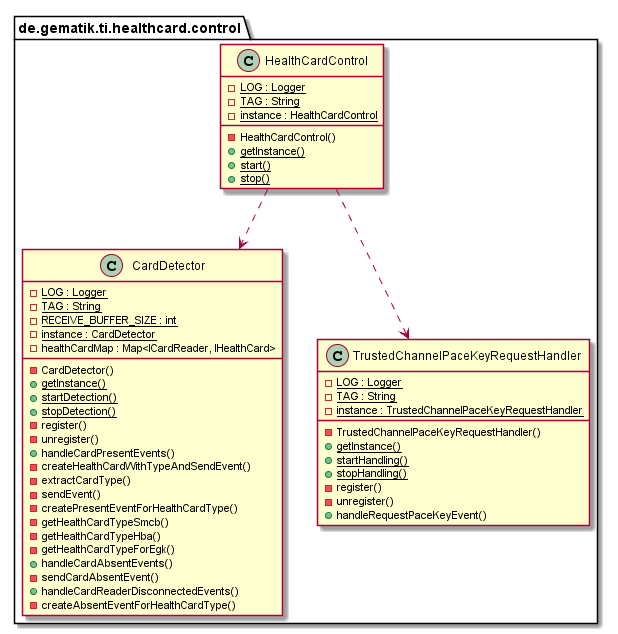 de.gematik.ti.healthcard.control
C HealthCardControl
LOG : Logger
TAG : String
instance : HealthCardControl
HealthCardControl()
getInstance()
start()
stop()
C CardDetector
LOG : Logger
TAG : String
RECEIVE_BUFFER_SIZE : int
instance : CardDetector
healthCardMap : Map<ICardReader, IHealthCard>
CardDetector()
getInstance()
startDetection()
stopDetection()
register()
unregister()
handleCardPresentEvents()
createHealthCardWithTypeAndSendEvent()
extractCardType()
sendEvent()
createPresentEventForHealthCardType()
getHealthCardTypeSmcb()
getHealthCardTypeHba()
getHealthCardTypeForEgk()
handleCardAbsentEvents()
sendCardAbsentEvent()
handleCardReaderDisconnectedEvents()
createAbsentEventForHealthCardType()
C TrustedChannelPaceKeyRequestHandler
LOG : Logger
TAG : String
instance : TrustedChannelPaceKeyRequestHandler
TrustedChannelPaceKeyRequestHandler()
getInstance()
startHandling()
stopHandling()
register()
unregister()
handleRequestPaceKeyEvent()